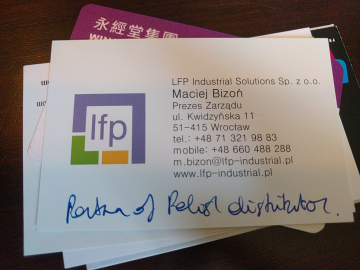 永經堂集團
LFP Industrial Solutions Sp. z o.o.
Maciej Bizoń
Prezes Zarządu
ul. Kwidzyńska 11
51-415 Wrocław
tel.: +48 71 321 98 83
mobile: +48 660 488 288
m.bizon@lfp-industrial.pl
www.lfp-industrial.pl
lfp
of Polish distributor.